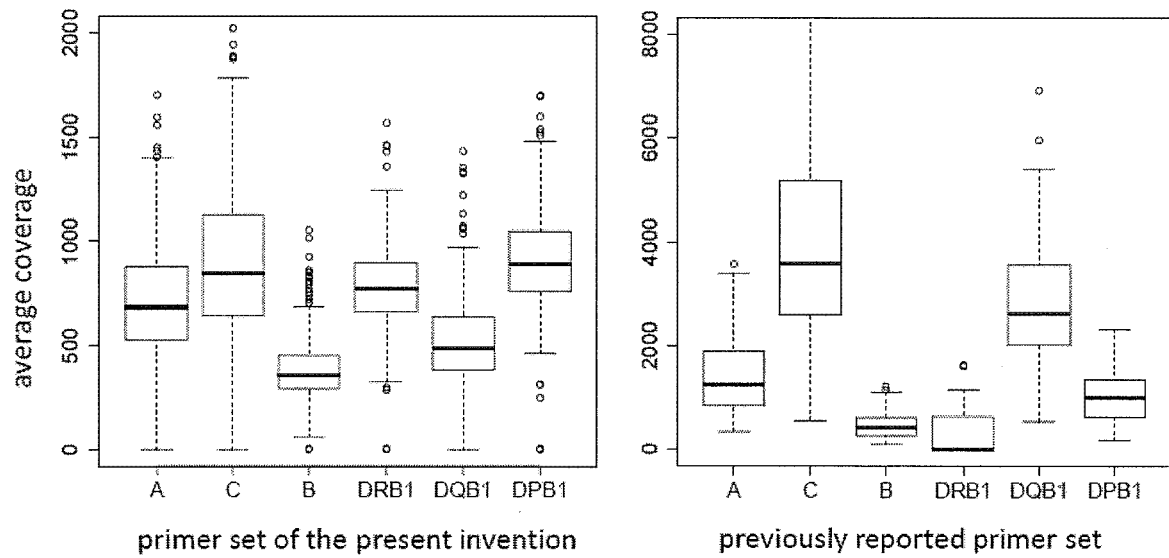 average coverage
2000
1500
1000
500
0
A C B DRB1 DQB1 DPB1
primer set of the present invention
8000
6000
4000
2000
0
A C B DRB1 DQB1 DPB1
previously reported primer set